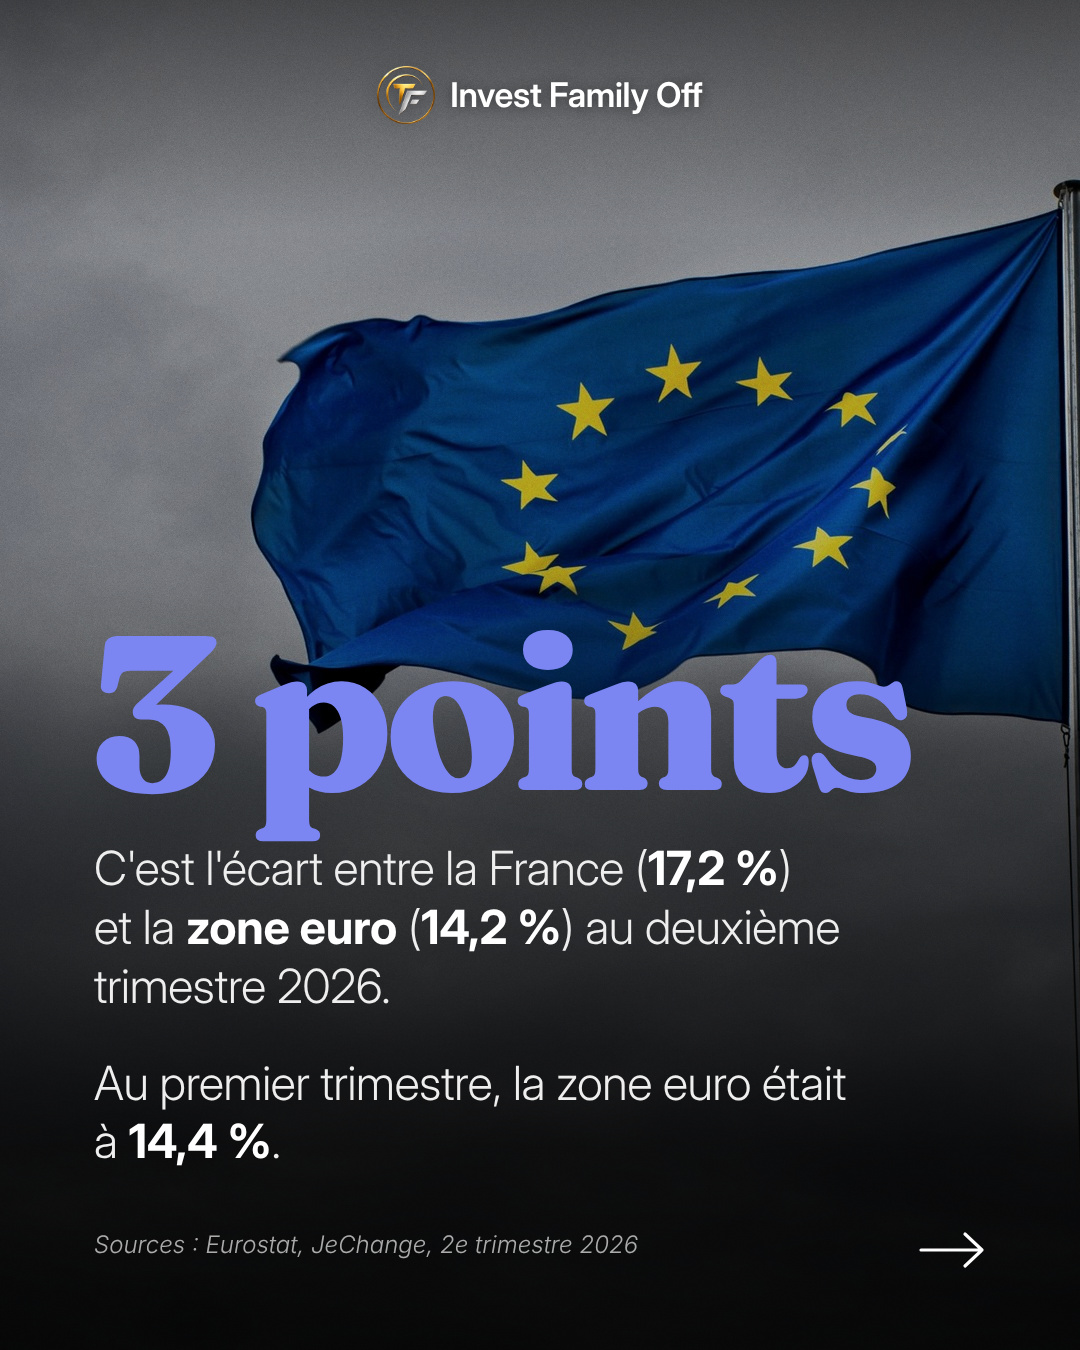 Invest Family Off
3 points
C'est l'écart entre la France (17,2 %)
et la zone euro (14,2 %) au deuxième
trimestre 2026.
Au premier trimestre, la zone euro était
à 14,4 %.
Sources : Eurostat, JeChange, 2e trimestre 2026